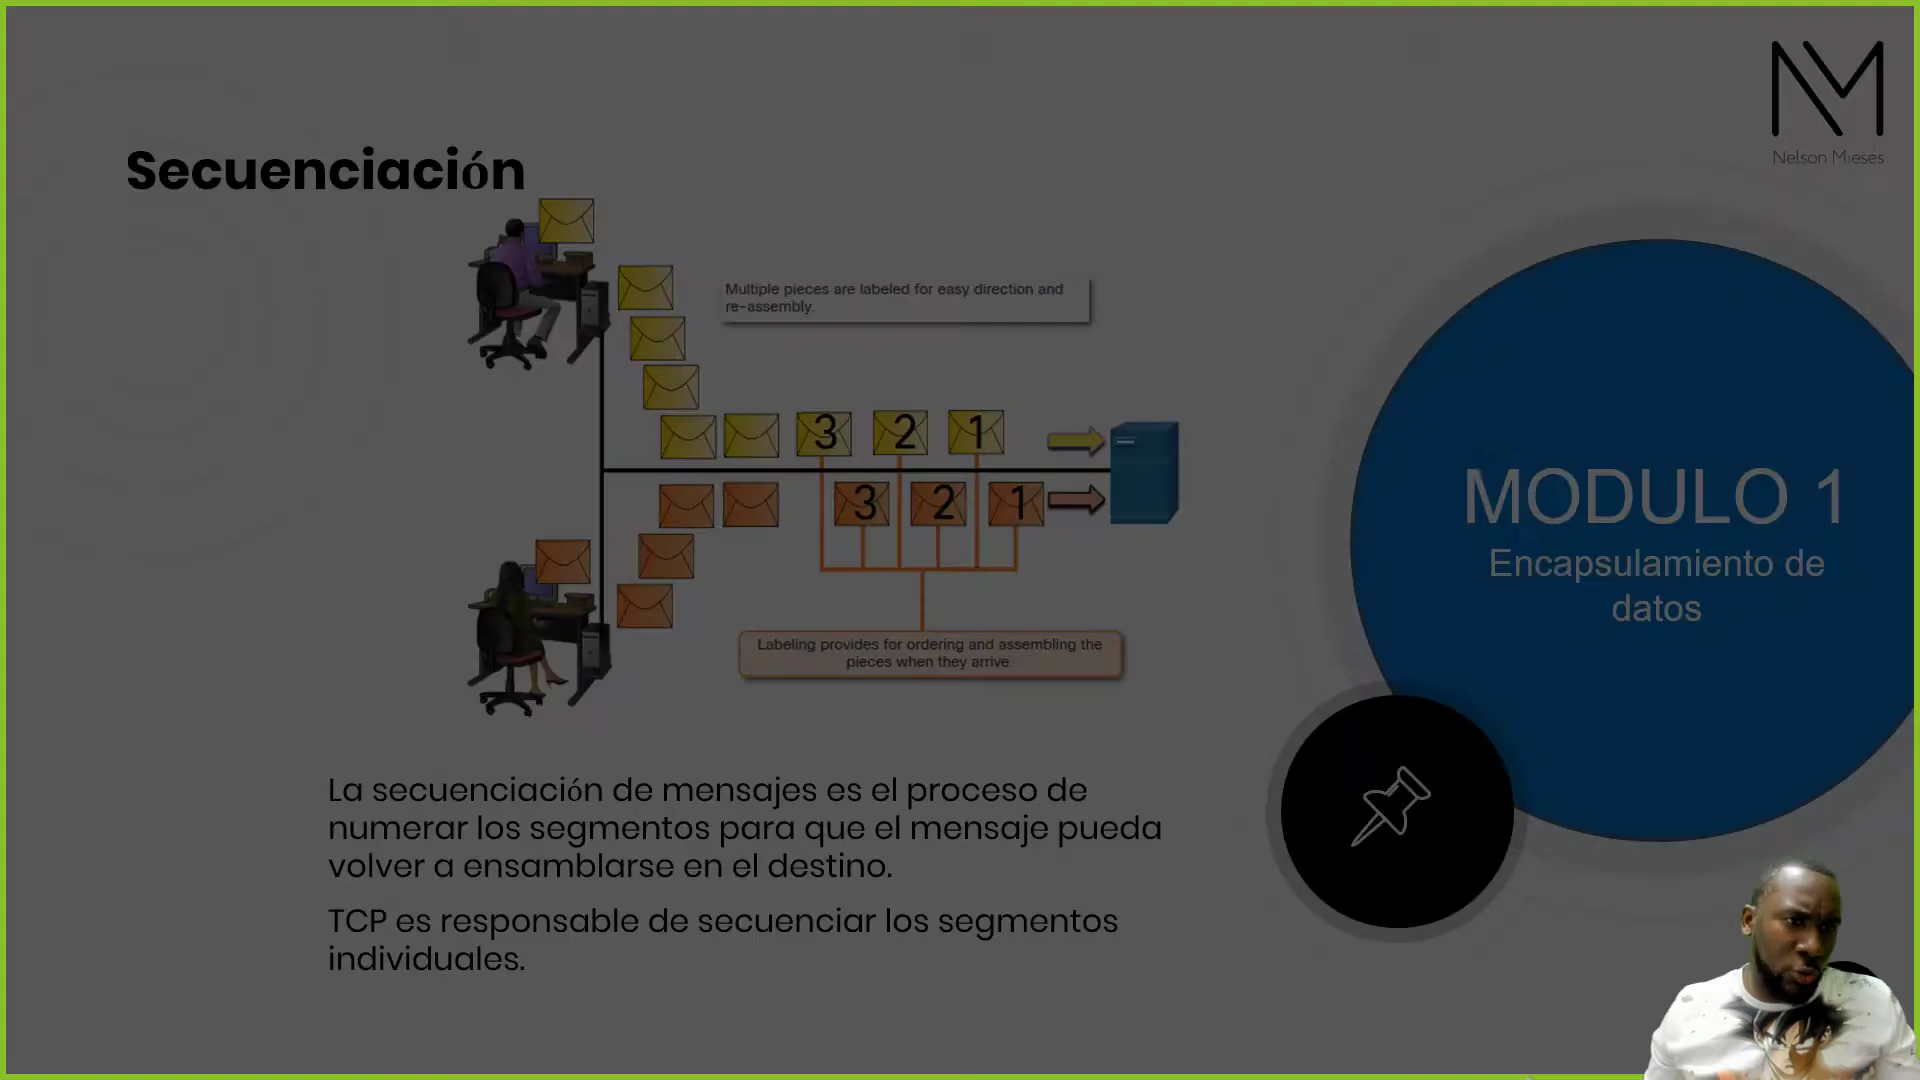 Nelson Mieses
Secuenciación
Multiple pieces are labeled for easy direction and
re-assembly.
3 2 1
3 2 1
Labeling provides for ordering and assembling the
pieces when they arrive.
MODULO 1
Encapsulamiento de
datos
La secuenciación de mensajes es el proceso de
numerar los segmentos para que el mensaje pueda
volver a ensamblarse en el destino.
TCP es responsable de secuenciar los segmentos
individuales.